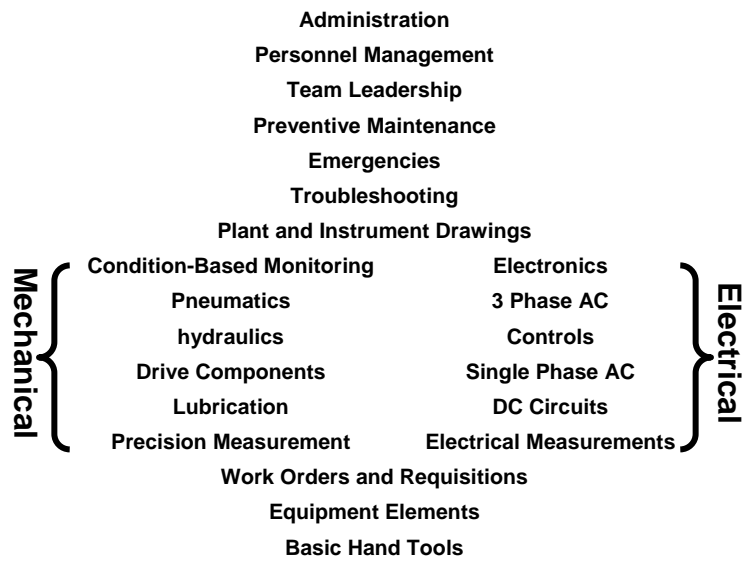 Administration
Personnel Management
Team Leadership
Preventive Maintenance
Emergencies
Troubleshooting
Plant and Instrument Drawings
Mechanical
Condition-Based Monitoring
Pneumatics
hydraulics
Drive Components
Lubrication
Precision Measurement
Electronics
3 Phase AC
Controls
Single Phase AC
DC Circuits
Electrical Measurements
Electrical
Work Orders and Requisitions
Equipment Elements
Basic Hand Tools